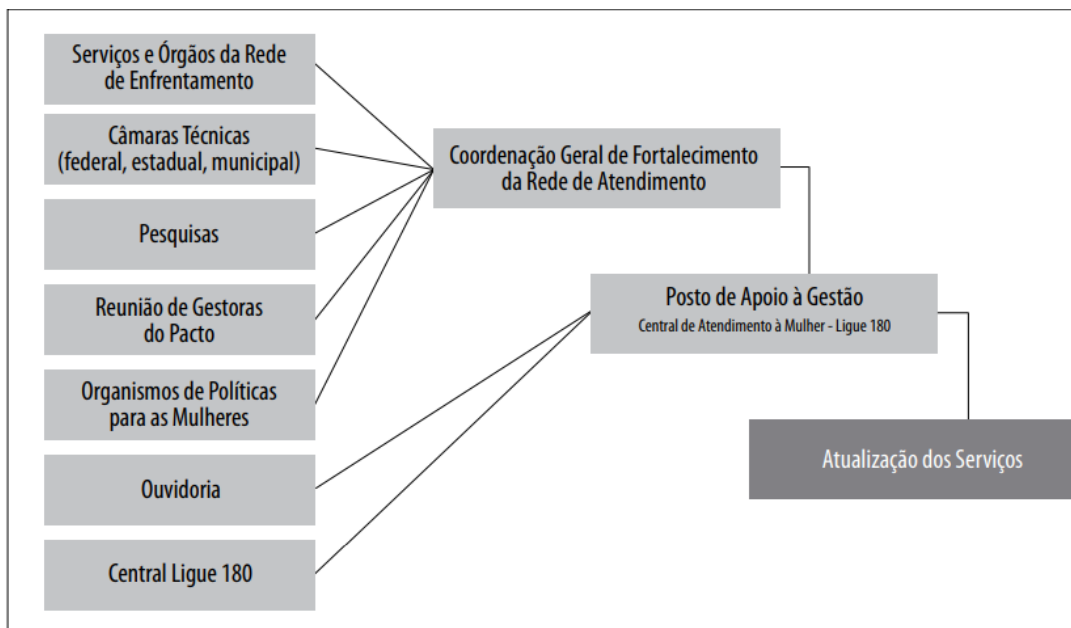 Serviços e Órgãos da Rede
de Enfrentamento
Câmaras Técnicas
(federal, estadual, municipal)
Pesquisas
Reunião de Gestoras
do Pacto
Organismos de Políticas
para as Mulheres
Ouvidoria
Central Ligue 180
Coordenação Geral de Fortalecimento
da Rede de Atendimento
Posto de Apoio à Gestão
Central de Atendimento à Mulher - Ligue 180
Atualização dos Serviços